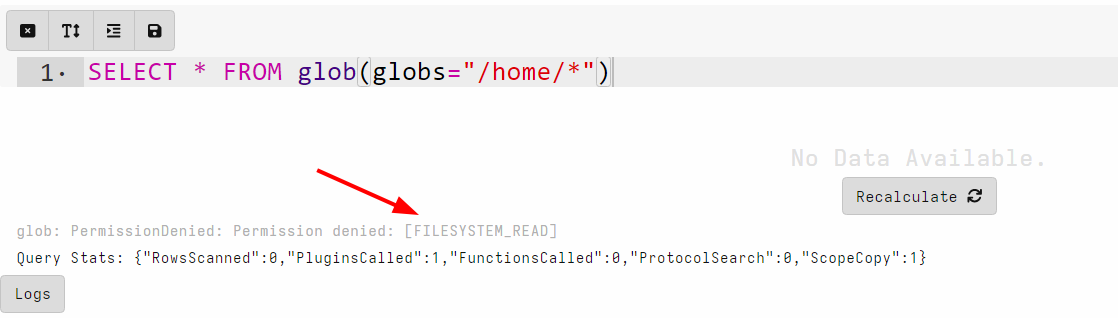 1 SELECT * FROM glob(globs="/home/*")
No Data Available.
Recalculate
glob: PermissionDenied: Permission denied: [FILESYSTEM_READ]
Query Stats: {"RowsScanned":0,"PluginsCalled":1,"FunctionsCalled":0,"ProtocolSearch":0,"ScopeCopy":1}
Logs